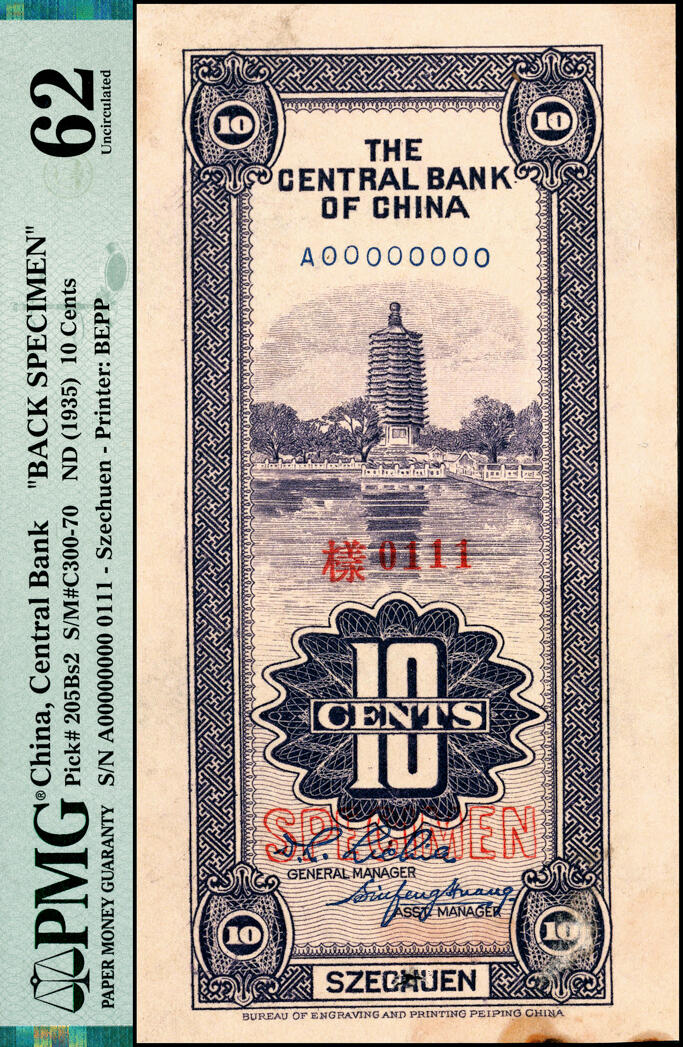 62
Uncirculated
China, Central Bank "BACK SPECIMEN"
Pick# 205Bs2 S/M#C300-70 ND (1935) 10 Cents
S/N A00000000 0111 - Szechuen - Printer: BEPP
PMG®
PAPER MONEY GUARANTY
10
10
THE
CENTRAL BANK
OF CHINA
A00000000
樣 0111
10
CENTS
SPECIMEN
GENERAL MANAGER
ASST MANAGER
10
10
SZECHUEN
BUREAU OF ENGRAVING AND PRINTING PEIPING CHINA